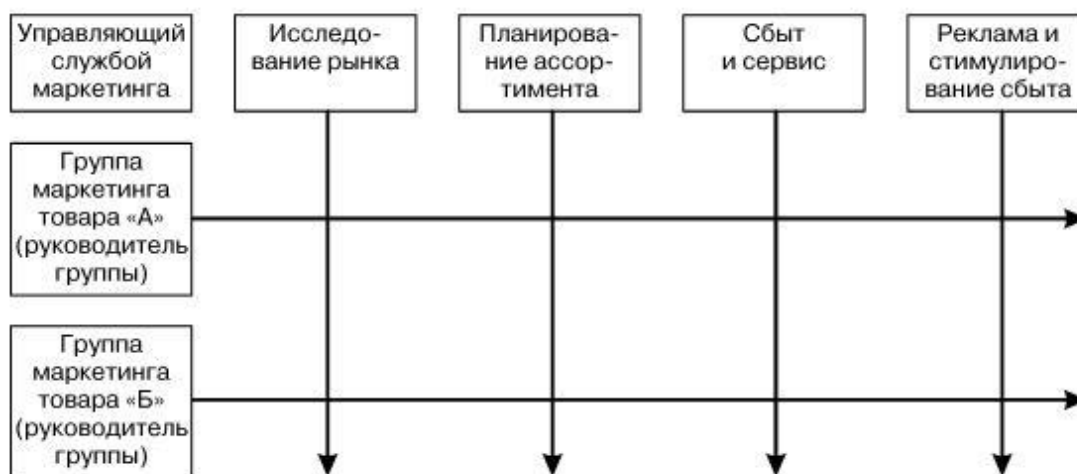 Управляющий
службой
маркетинга
Исследо-
вание рынка
Планирова-
ние ассор-
тимента
Сбыт
и сервис
Реклама и
стимулиро-
вание сбыта
Группа
маркетинга
товара «А»
(руководитель
группы)
Группа
маркетинга
товара «Б»
(руководитель
группы)